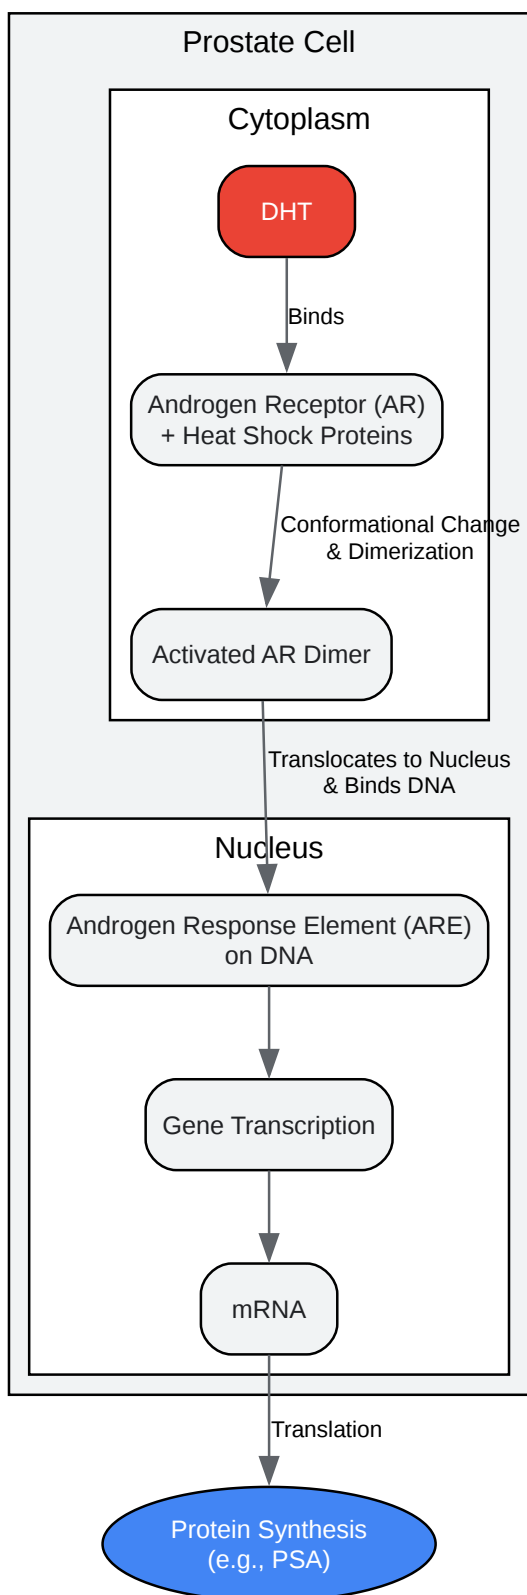 Prostate Cell
Cytoplasm
DHT
Binds
Androgen Receptor (AR)
+ Heat Shock Proteins
Conformational Change
& Dimerization
Activated AR Dimer
Translocates to Nucleus
& Binds DNA
Nucleus
Androgen Response Element (ARE)
on DNA
Gene Transcription
mRNA
Translation
Protein Synthesis
(e.g., PSA)